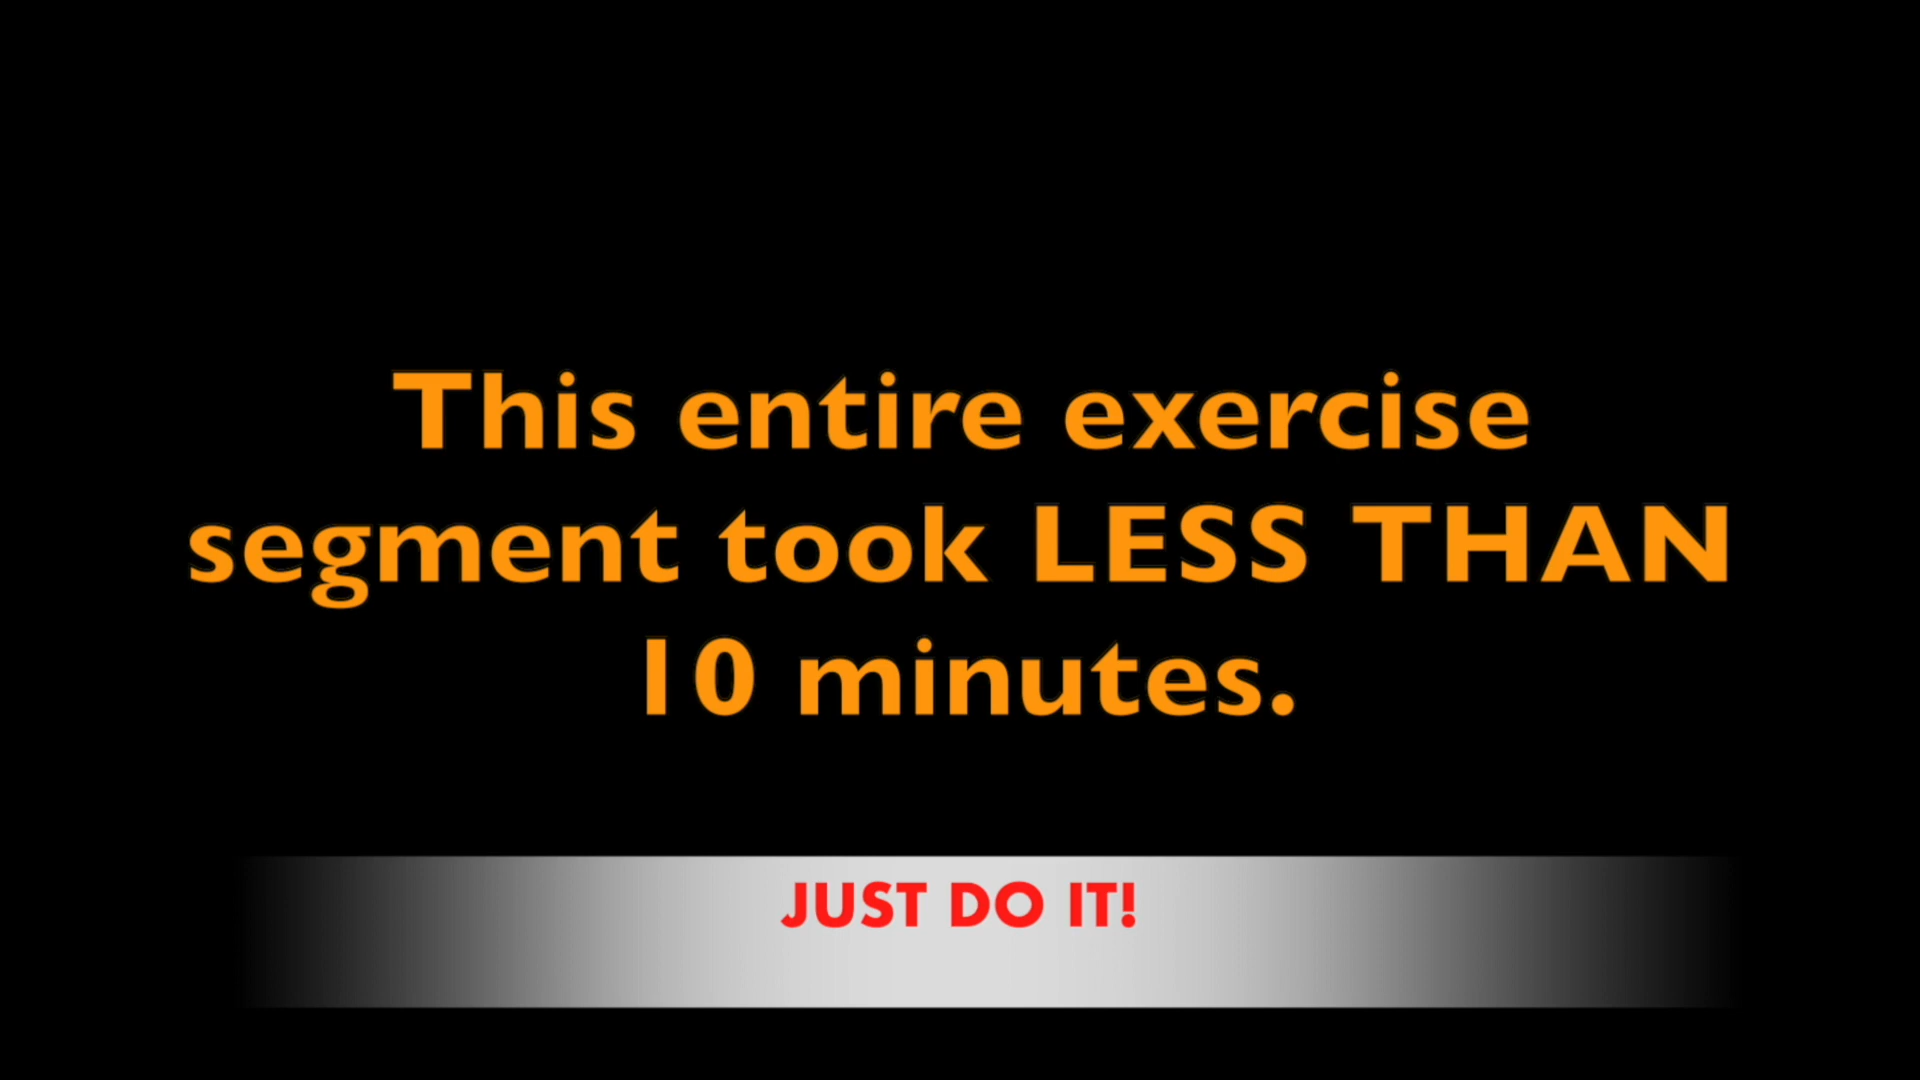 This entire exercise
segment took LESS THAN
10 minutes.
JUST DO IT!